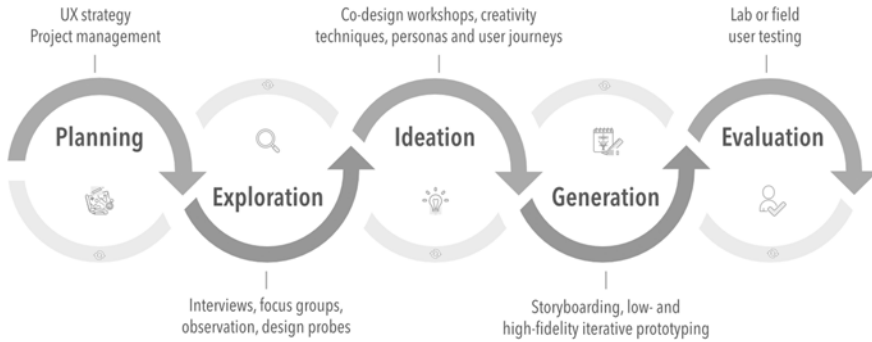 UX strategy
Project management
Co-design workshops, creativity
techniques, personas and user journeys
Lab or field
user testing
Planning
Ideation
Evaluation
Exploration
Generation
Interviews, focus groups,
observation, design probes
Storyboarding, low- and
high-fidelity iterative prototyping